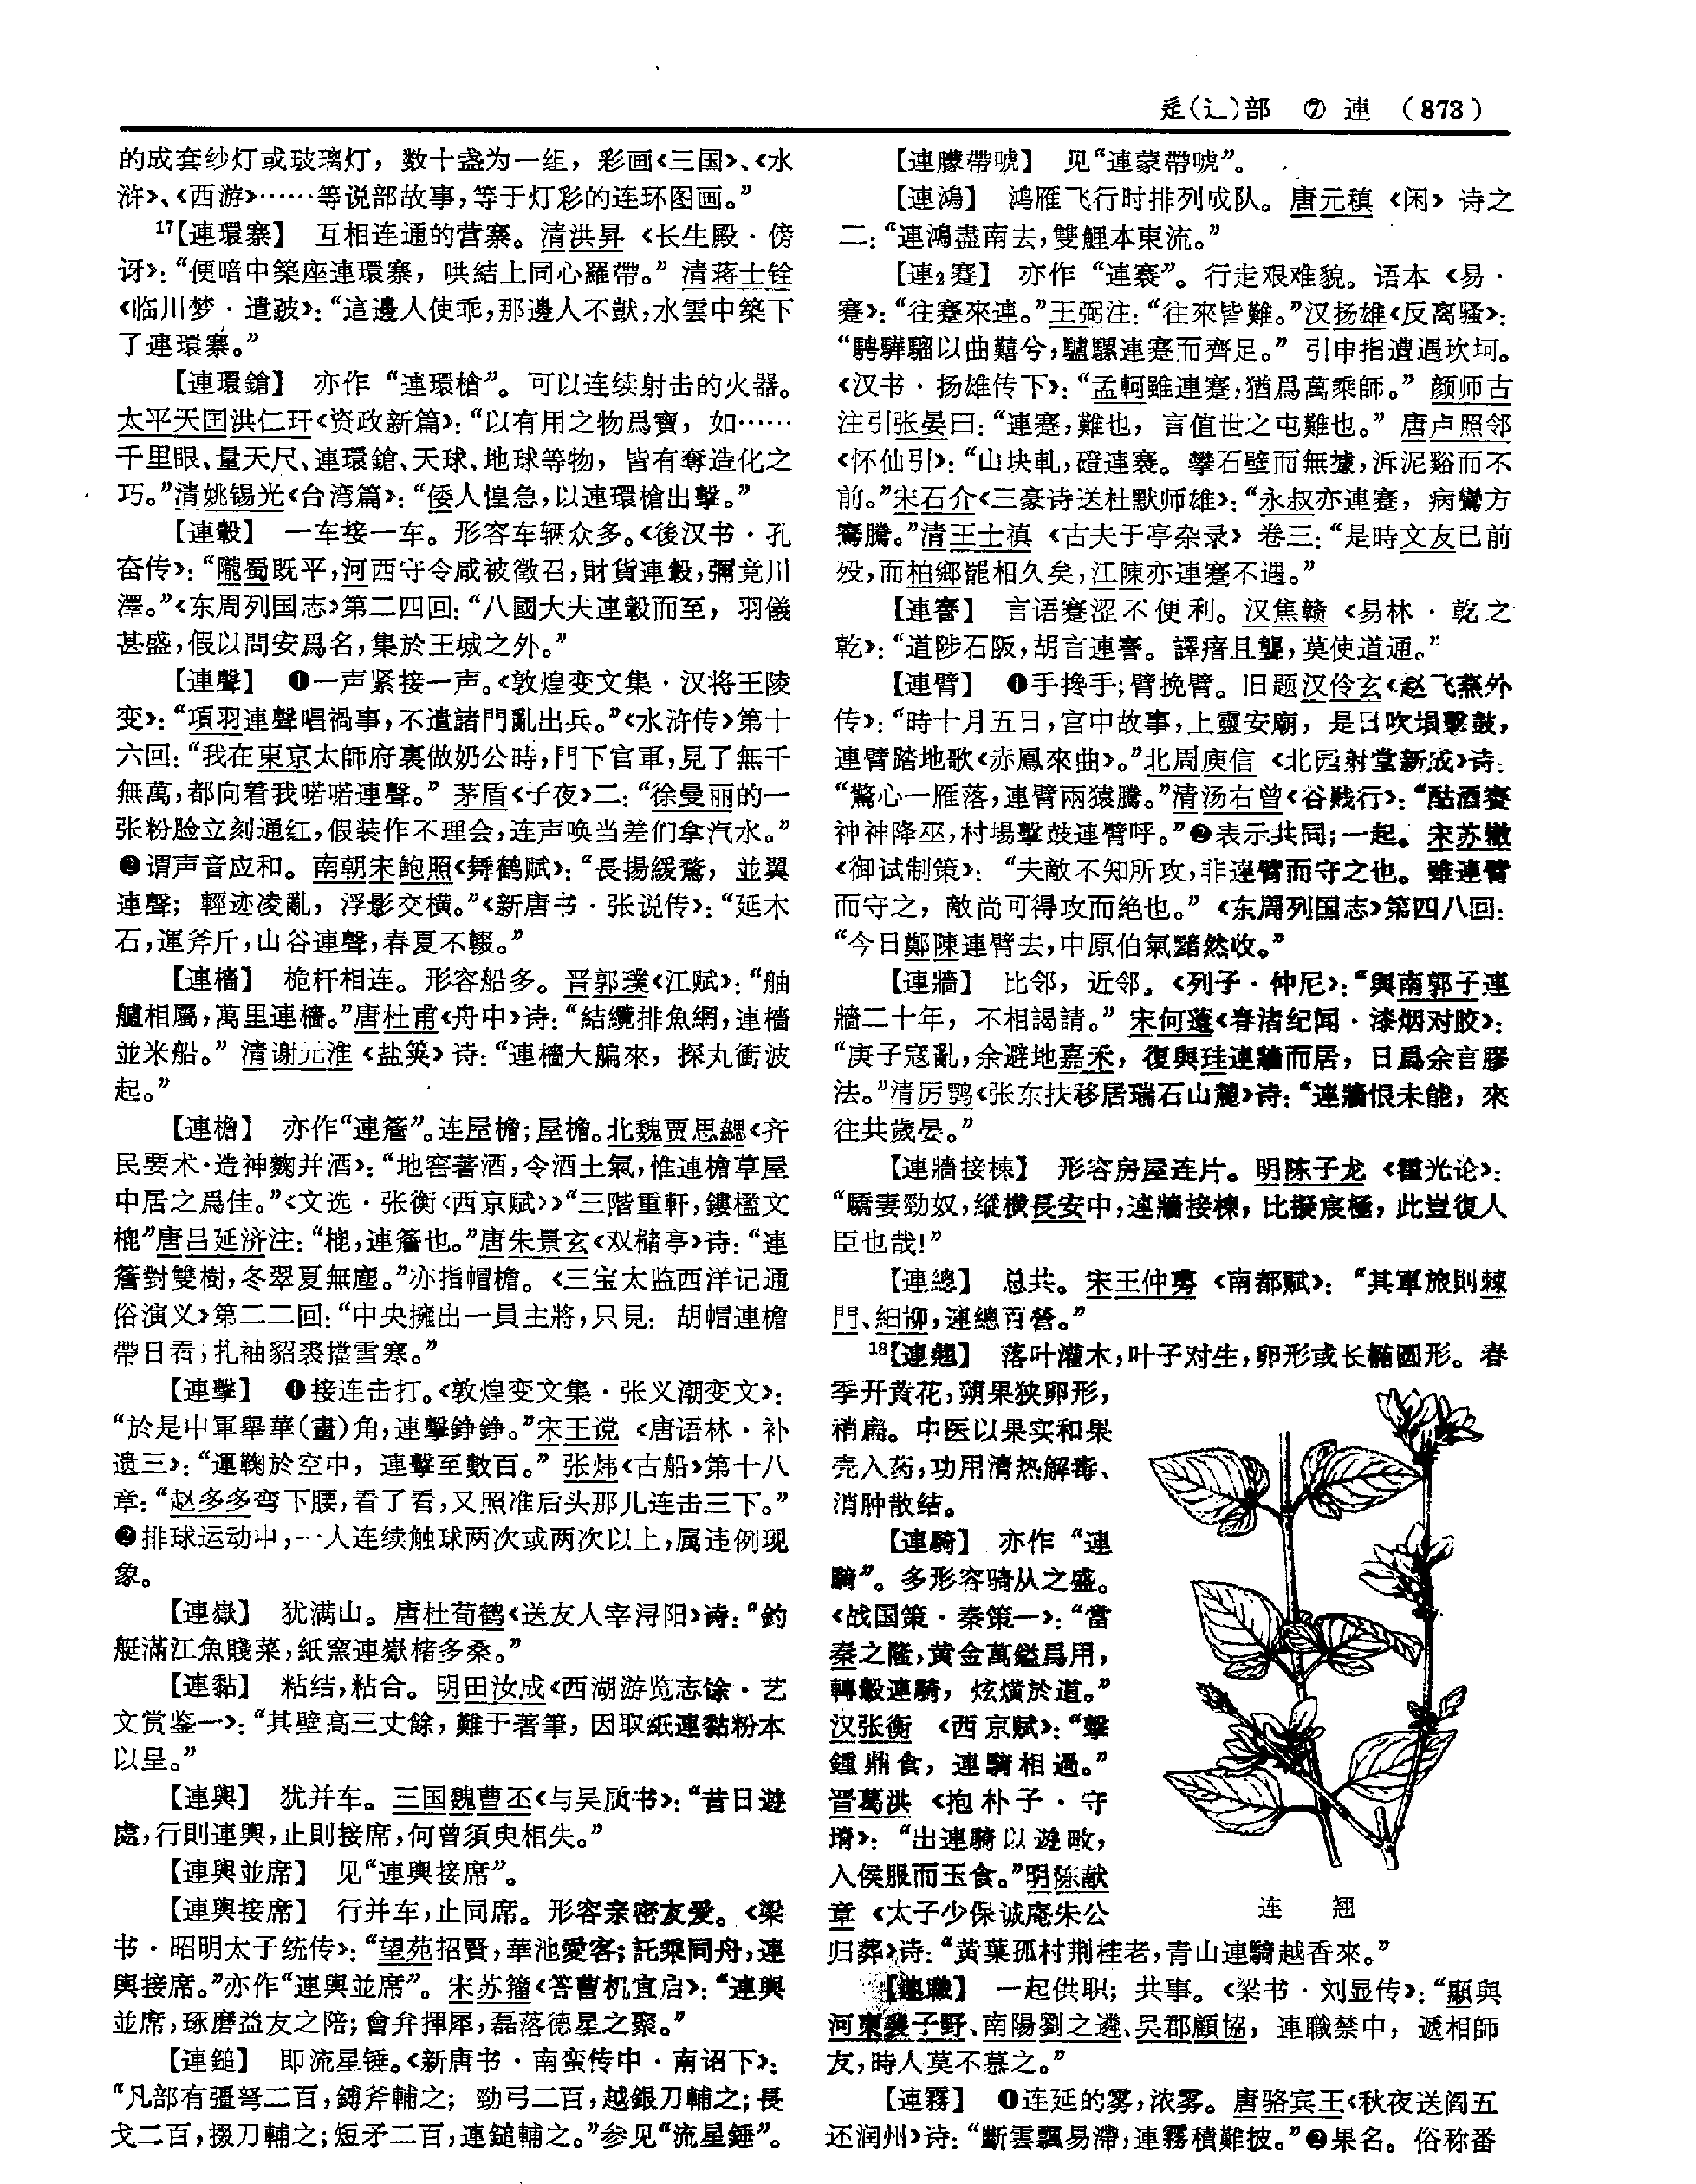 辵(辶)部 ⑦ 連 (873)
的成套纱灯或玻璃灯，数十盏为一组，彩画《三国》、《水
浒》、《西游》……等说部故事，等于灯彩的连环图画。”
17【連環寨】 互相连通的营寨。清洪昇《长生殿·傍
讶》：“便暗中築座連環寨，哄結上同心羅帶。”清蒋士铨
《临川梦·遣跛》：“這邊人使乖，那邊人不獃，水雲中築下
了連環寨。”
【連環鎗】 亦作“連環槍”。可以连续射击的火器。
太平天囯洪仁玕《资政新篇》：“以有用之物爲寶，如……
千里眼、量天尺、連環鎗、天球、地球等物，皆有奪造化之
巧。”清姚锡光《台湾篇》：“倭人惶急，以連環槍出擊。”
【連轂】 一车接一车。形容车辆众多。《後汉书·孔
奋传》：“隴蜀既平，河西守令咸被徵召，財貨連轂，彌竟川
澤。”《东周列国志》第二四回：“八國大夫連轂而至，羽儀
甚盛，假以問安爲名，集於王城之外。”
【連聲】 ❶一声紧接一声。《敦煌变文集·汉将王陵
变》：“項羽連聲唱禍事，不遣諸門亂出兵。”《水浒传》第十
六回：“我在東京太師府裏做奶公時，門下官軍，見了無千
無萬，都向着我喏喏連聲。”茅盾《子夜》二：“徐曼丽的一
张粉脸立刻通红，假装作不理会，连声唤当差们拿汽水。”
❷谓声音应和。南朝宋鲍照《舞鹤赋》：“長揚緩騖，並翼
連聲；輕迹凌亂，浮影交橫。”《新唐书·张说传》：“延木
石，運斧斤，山谷連聲，春夏不輟。”
【連檣】 桅杆相连。形容船多。晋郭璞《江赋》：“舳
艫相屬，萬里連檣。”唐杜甫《舟中》诗：“結纜排魚網，連檣
並米船。”清谢元淮《盐筴》诗：“連檣大艑來，探丸衝波
起。”
【連檐】 亦作“連簷”。连屋檐；屋檐。北魏贾思勰《齐
民要术·造神麴并酒》：“地窖著酒，令酒土氣，惟連檐草屋
中居之爲佳。”《文选·张衡〈西京赋〉》“三階重軒，鏤檻文
㮰”唐吕延济注：“㮰，連簷也。”唐朱景玄《双槠亭》诗：“連
簷對雙樹，冬翠夏無塵。”亦指帽檐。《三宝太监西洋记通
俗演义》第二二回：“中央擁出一員主將，只見：胡帽連檐
帶日看，扎袖貂裘擋雪寒。”
【連擊】 ❶接连击打。《敦煌变文集·张义潮变文》：
“於是中軍舉華(畫)角，連擊錚錚。”宋王谠《唐语林·补
遗三》：“運鞠於空中，連擊至數百。”张炜《古船》第十八
章：“赵多多弯下腰，看了看，又照准后头那儿连击三下。”
❷排球运动中，一人连续触球两次或两次以上，属违例现
象。
【連嶽】 犹满山。唐杜荀鹤《送友人宰浔阳》诗：“釣
艇滿江魚賤菜，紙窯連嶽楮多桑。”
【連黏】 粘结，粘合。明田汝成《西湖游览志馀·艺
文赏鉴一》：“其壁高三丈餘，難于著筆，因取紙連黏粉本
以呈。”
【連輿】 犹并车。三国魏曹丕《与吴质书》：“昔日遊
處，行則連輿，止則接席，何曾須臾相失。”
【連輿並席】 见“連輿接席”。
【連輿接席】 行并车，止同席。形容亲密友爱。《梁
书·昭明太子统传》：“望苑招賢，華池愛客；託乘同舟，連
輿接席。”亦作“連輿並席”。宋苏籀《答曹机宜启》：“連輿
並席，琢磨益友之陪；會弁揮犀，磊落德星之聚。”
【連鎚】 即流星锤。《新唐书·南蛮传中·南诏下》：
“凡部有彊弩二百，鎛斧輔之；勁弓二百，越銀刀輔之；長
戈二百，掇刀輔之；短矛二百，連鎚輔之。”参见“流星錘”。
【連朦帶唬】 见“連蒙帶唬”。
【連鴻】 鸿雁飞行时排列成队。唐元稹《闲》诗之
二：“連鴻盡南去，雙鯉本東流。”
【連2蹇】 亦作“連謇”。行走艰难貌。语本《易·
蹇》：“往蹇來連。”王弼注：“往來皆難。”汉扬雄《反离骚》：
“騁驊騮以曲囏兮，驢騾連蹇而齊足。”引申指遭遇坎坷。
《汉书·扬雄传下》：“孟軻雖連蹇，猶爲萬乘師。”颜师古
注引张晏曰：“連蹇，難也，言值世之屯難也。”唐卢照邻
《怀仙引》：“山块軋，磴連褰。攀石壁而無據，泝泥谿而不
前。”宋石介《三豪诗送杜默师雄》：“永叔亦連蹇，病鸞方
騫騰。”清王士禛《古夫于亭杂录》卷三：“是時文友已前
殁，而柏鄉罷相久矣，江陳亦連蹇不遇。”
【連謇】 言语蹇涩不便利。汉焦赣《易林·乾之
乾》：“道陟石阪，胡言連謇。譯瘖且聾，莫使道通。”
【連臂】 ❶手搀手；臂挽臂。旧题汉伶玄《赵飞燕外
传》：“時十月五日，宫中故事，上靈安廟，是日吹塤擊鼓，
連臂踏地歌《赤鳳來曲》。”北周庾信《北园射堂新成》诗：
“驚心一雁落，連臂兩猿騰。”清汤右曾《谷贱行》：“酤酒賽
神神降巫，村場擊鼓連臂呼。”❷表示共同；一起。宋苏辙
《御试制策》：“夫敵不知所攻，非連臂而守之也。雖連臂
而守之，敵尚可得攻而絶也。”《东周列国志》第四八回：
“今日鄭陳連臂去，中原伯氣黯然收。”
【連牆】 比邻，近邻。《列子·仲尼》：“與南郭子連
牆二十年，不相謁請。”宋何薳《春渚纪闻·漆烟对胶》：
“庚子寇亂，余避地嘉禾，復與珪連牆而居，日爲余言膠
法。”清厉鹗《张东扶移居瑞石山麓》诗：“連牆恨未能，來
往共歲晏。”
【連牆接棟】 形容房屋连片。明陈子龙《霍光论》：
“驕妻勁奴，縱橫長安中，連牆接棟，比擬宸極，此豈復人
臣也哉！”
【連總】 总共。宋王仲旉《南都赋》：“其軍旅則棘
門、細柳，連總百營。”
18【連翹】 落叶灌木，叶子对生，卵形或长椭圆形。春
季开黄花，蒴果狭卵形，
稍扁。中医以果实和果
壳入药，功用清热解毒、
消肿散结。
【連騎】 亦作“連
騎”。多形容骑从之盛。
《战国策·秦策一》：“當
秦之隆，黄金萬鎰爲用，
轉轂連騎，炫熿於道。”
汉张衡《西京赋》：“擊
鍾鼎食，連騎相過。”
晋葛洪《抱朴子·守
塉》：“出連騎以遊畋，
入侯服而玉食。”明陈献
章《太子少保诚庵朱公
归葬》诗：“黄葉孤村荆桂老，青山連騎越香來。”
连 翘
【連職】 一起供职；共事。《梁书·刘显传》：“顯與
河東裴子野、南陽劉之遴、吴郡顧協，連職禁中，遞相師
友，時人莫不慕之。”
【連霧】 ❶连延的雾，浓雾。唐骆宾王《秋夜送阎五
还润州》诗：“斷雲飄易滯，連霧積難披。”❷果名。俗称番